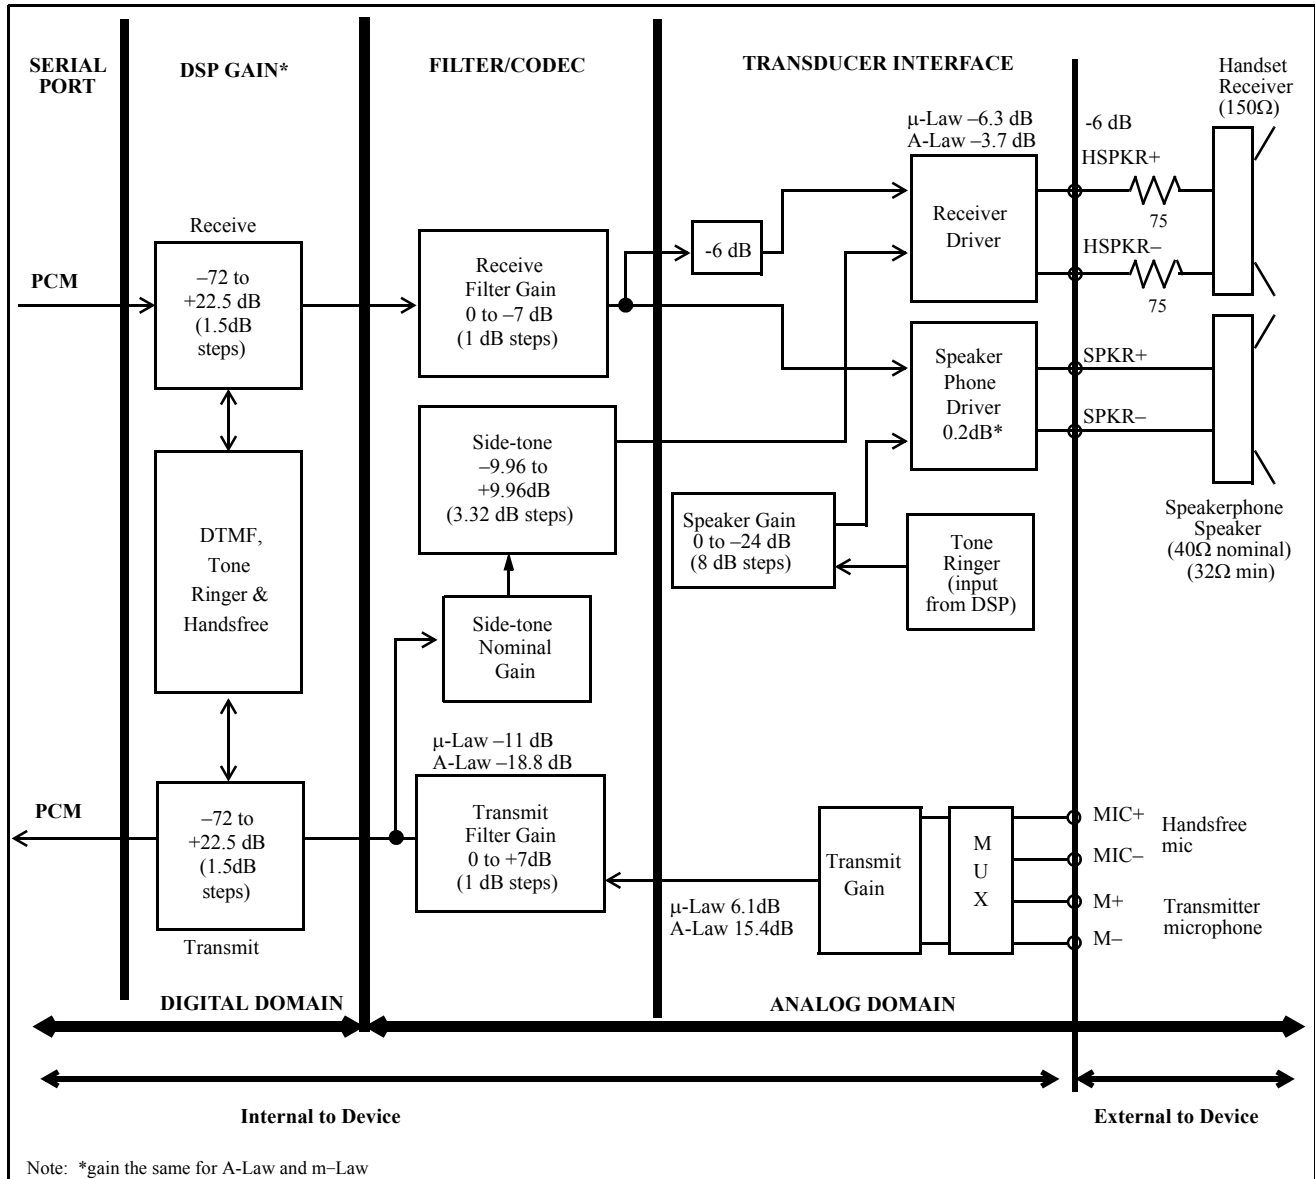 SERIAL
PORT
DSP GAIN*
FILTER/CODEC
TRANSDUCER INTERFACE
Handset
Receiver
(150Ω)
μ-Law –6.3 dB
A-Law –3.7 dB
-6 dB
HSPKR+
75
HSPKR–
75
Receive
–72 to
+22.5 dB
(1.5dB
steps)
PCM
Receive
Filter Gain
0 to –7 dB
(1 dB steps)
-6 dB
Receiver
Driver
Speaker
Phone
Driver
0.2dB*
SPKR+
SPKR–
Side-tone
–9.96 to
+9.96dB
(3.32 dB steps)
DTMF,
Tone
Ringer &
Handsfree
Speaker Gain
0 to –24 dB
(8 dB steps)
Tone
Ringer
(input
from DSP)
Speakerphone
Speaker
(40Ω nominal)
(32Ω min)
Side-tone
Nominal
Gain
μ-Law –11 dB
A-Law –18.8 dB
PCM
–72 to
+22.5 dB
(1.5dB
steps)
Transmit
Transmit
Filter Gain
0 to +7dB
(1 dB steps)
μ-Law 6.1dB
A-Law 15.4dB
Transmit
Gain
M
U
X
MIC+
MIC–
Handsfree
mic
M+
M–
Transmitter
microphone
DIGITAL DOMAIN
ANALOG DOMAIN
Internal to Device
External to Device
Note: *gain the same for A-Law and m–Law